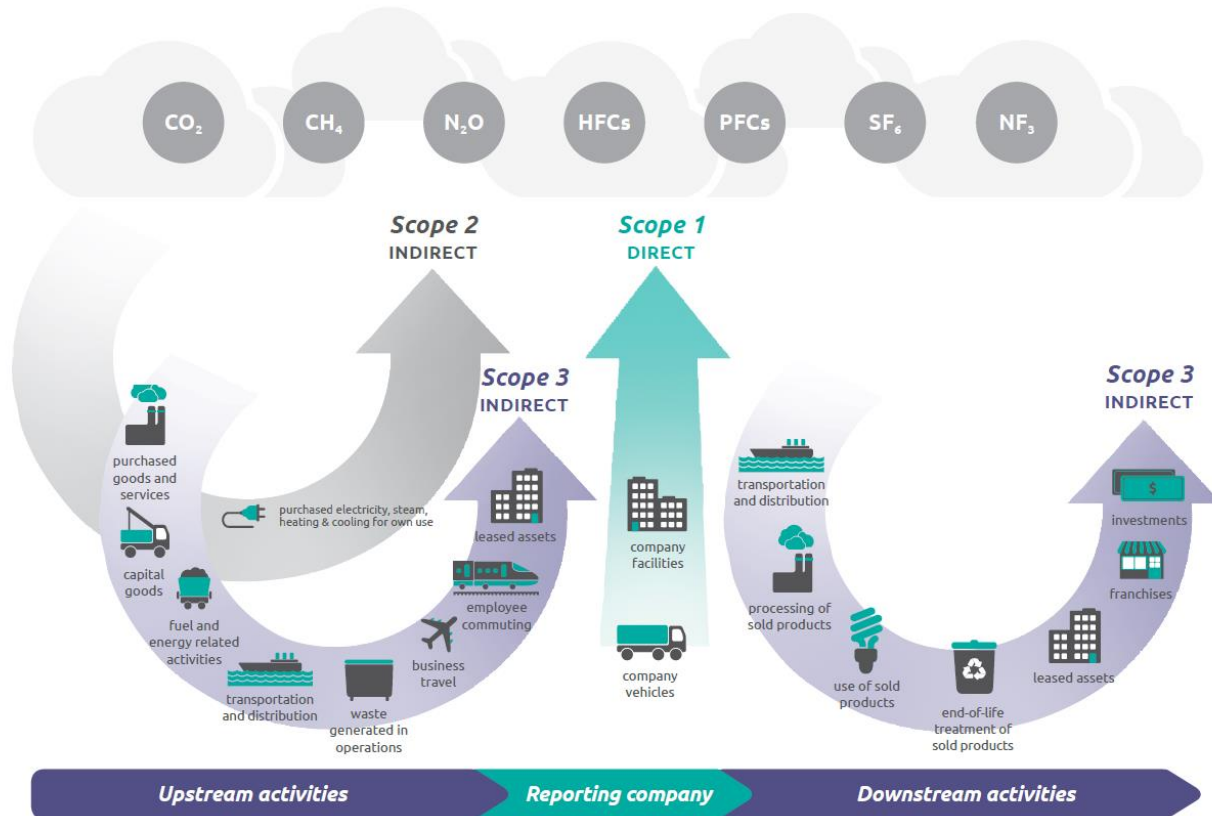 CO₂
CH₄
N₂O
HFCs
PFCs
SF₆
NF₃
Scope 2
INDIRECT
Scope 1
DIRECT
Scope 3
INDIRECT
Scope 3
INDIRECT
purchased
goods and
services
capital
goods
fuel and
energy related
activities
transportation
and distribution
waste
generated in
operations
business
travel
employee
commuting
leased assets
purchased electricity, steam,
heating & cooling for own use
company
facilities
company
vehicles
transportation
and distribution
processing of
sold products
use of sold
products
end-of-life
treatment of
sold products
leased assets
franchises
$
investments
Upstream activities
Reporting company
Downstream activities